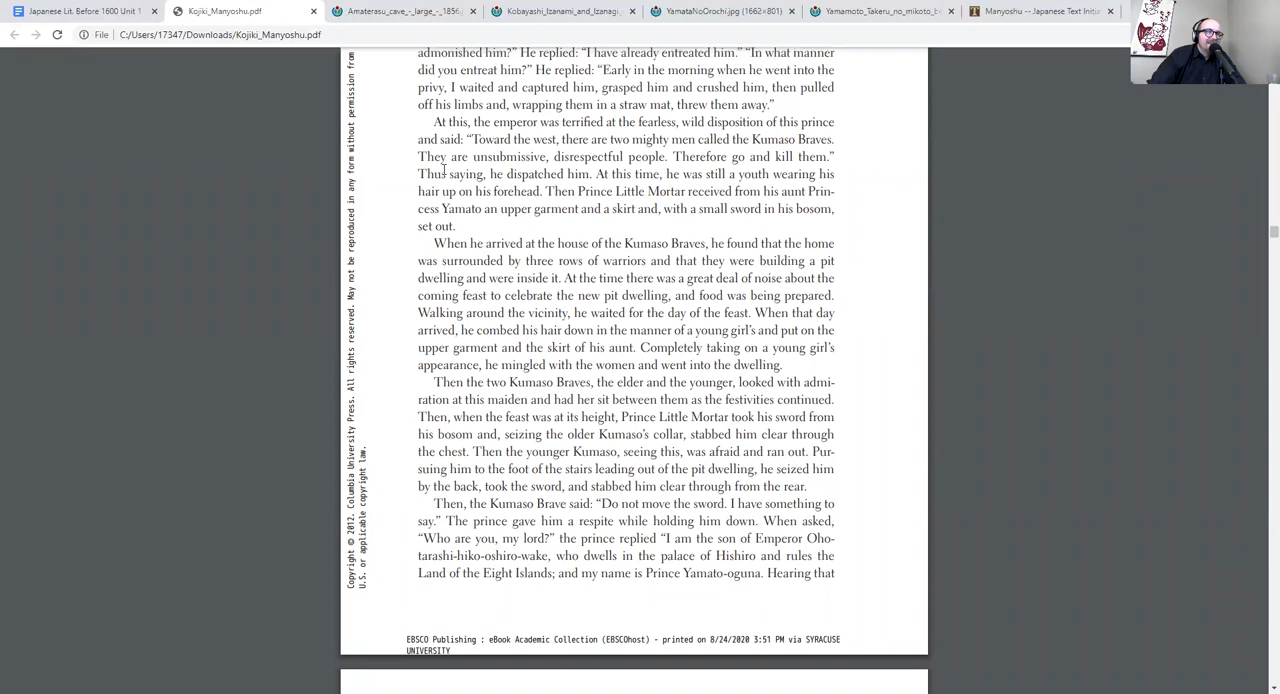 Japanese Lit. Before 1600 Unit 1
Kojiki_Manyoshu.pdf
Amaterasu_cave_-_large_-_1856.
Kobayashi_Izanami_and_Izanagi_
YamataNoOrochi.jpg (1662×801)
Yamamoto_Takeru_no_mikoto_be
Manyoshu -- Japanese Text Initia
File
C:/Users/17347/Downloads/Kojiki_Manyoshu.pdf
admonished him?” He replied: “I have already entreated him.” “In what manner
did you entreat him?” He replied: “Early in the morning when he went into the
privy, I waited and captured him, grasped him and crushed him, then pulled
off his limbs and, wrapping them in a straw mat, threw them away.”
At this, the emperor was terrified at the fearless, wild disposition of this prince
and said: “Toward the west, there are two mighty men called the Kumaso Braves.
They are unsubmissive, disrespectful people. Therefore go and kill them.”
Thus saying, he dispatched him. At this time, he was still a youth wearing his
hair up on his forehead. Then Prince Little Mortar received from his aunt Prin-
cess Yamato an upper garment and a skirt and, with a small sword in his bosom,
set out.
When he arrived at the house of the Kumaso Braves, he found that the home
was surrounded by three rows of warriors and that they were building a pit
dwelling and were inside it. At the time there was a great deal of noise about the
coming feast to celebrate the new pit dwelling, and food was being prepared.
Walking around the vicinity, he waited for the day of the feast. When that day
arrived, he combed his hair down in the manner of a young girl’s and put on the
upper garment and the skirt of his aunt. Completely taking on a young girl’s
appearance, he mingled with the women and went into the dwelling.
Then the two Kumaso Braves, the elder and the younger, looked with admi-
ration at this maiden and had her sit between them as the festivities continued.
Then, when the feast was at its height, Prince Little Mortar took his sword from
his bosom and, seizing the older Kumaso’s collar, stabbed him clear through
the chest. Then the younger Kumaso, seeing this, was afraid and ran out. Pur-
suing him to the foot of the stairs leading out of the pit dwelling, he seized him
by the back, took the sword, and stabbed him clear through from the rear.
Then, the Kumaso Brave said: “Do not move the sword. I have something to
say.” The prince gave him a respite while holding him down. When asked,
“Who are you, my lord?” the prince replied “I am the son of Emperor Oho-
tarashi-hiko-oshiro-wake, who dwells in the palace of Hishiro and rules the
Land of the Eight Islands; and my name is Prince Yamato-oguna. Hearing that
Copyright © 2012. Columbia University Press. All rights reserved. May not be reproduced in any form without permission from
U.S. or applicable copyright law.
EBSCO Publishing : eBook Academic Collection (EBSCOhost) - printed on 8/24/2020 3:51 PM via SYRACUSE
UNIVERSITY